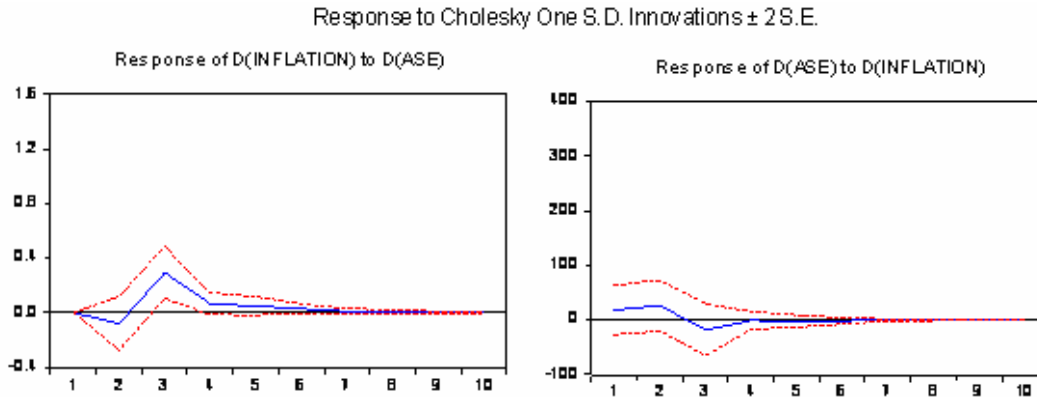 Response to Cholesky One S.D. Innovations ± 2 S.E.
Response of D(INFLATION) to D(ASE)
1.6
1.2
0.8
0.4
0.0
-0.4
1 2 3 4 5 6 7 8 9 10
Response of D(ASE) to D(INFLATION)
400
300
200
100
0
-100
1 2 3 4 5 6 7 8 9 10